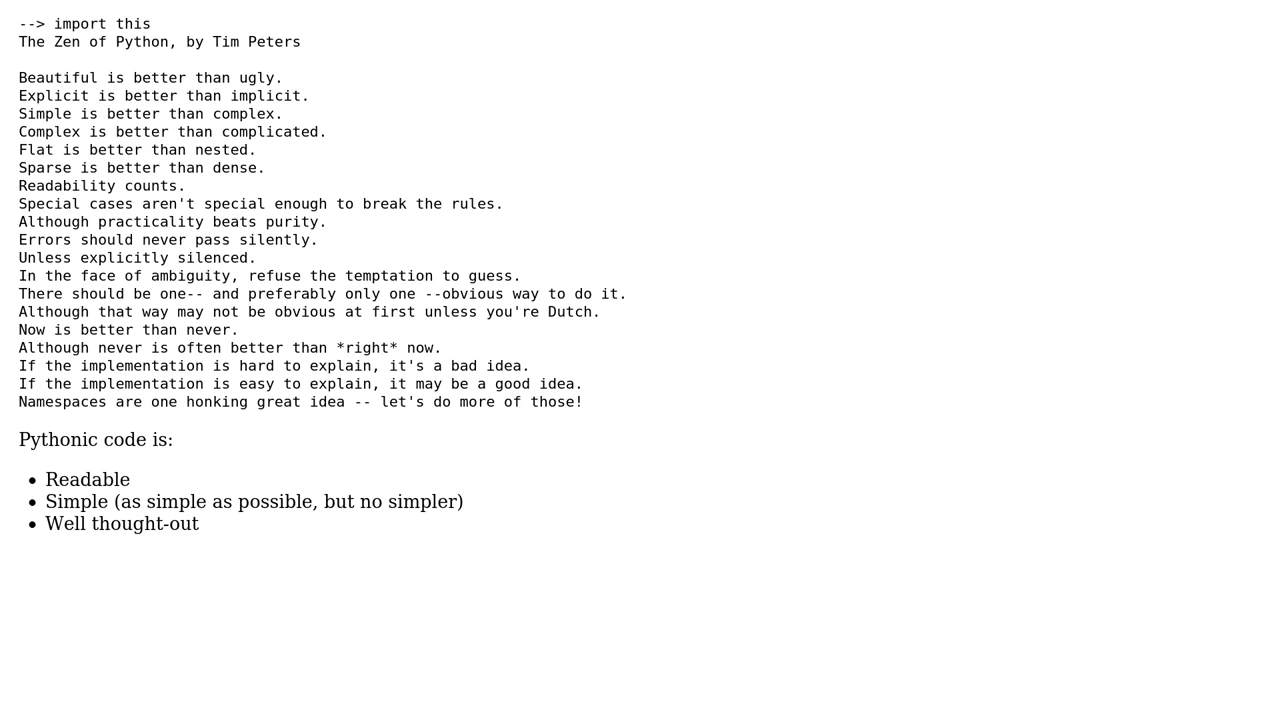 --> import this
The Zen of Python, by Tim Peters

Beautiful is better than ugly.
Explicit is better than implicit.
Simple is better than complex.
Complex is better than complicated.
Flat is better than nested.
Sparse is better than dense.
Readability counts.
Special cases aren't special enough to break the rules.
Although practicality beats purity.
Errors should never pass silently.
Unless explicitly silenced.
In the face of ambiguity, refuse the temptation to guess.
There should be one-- and preferably only one --obvious way to do it.
Although that way may not be obvious at first unless you're Dutch.
Now is better than never.
Although never is often better than *right* now.
If the implementation is hard to explain, it's a bad idea.
If the implementation is easy to explain, it may be a good idea.
Namespaces are one honking great idea -- let's do more of those!

Pythonic code is:

• Readable
• Simple (as simple as possible, but no simpler)
• Well thought-out